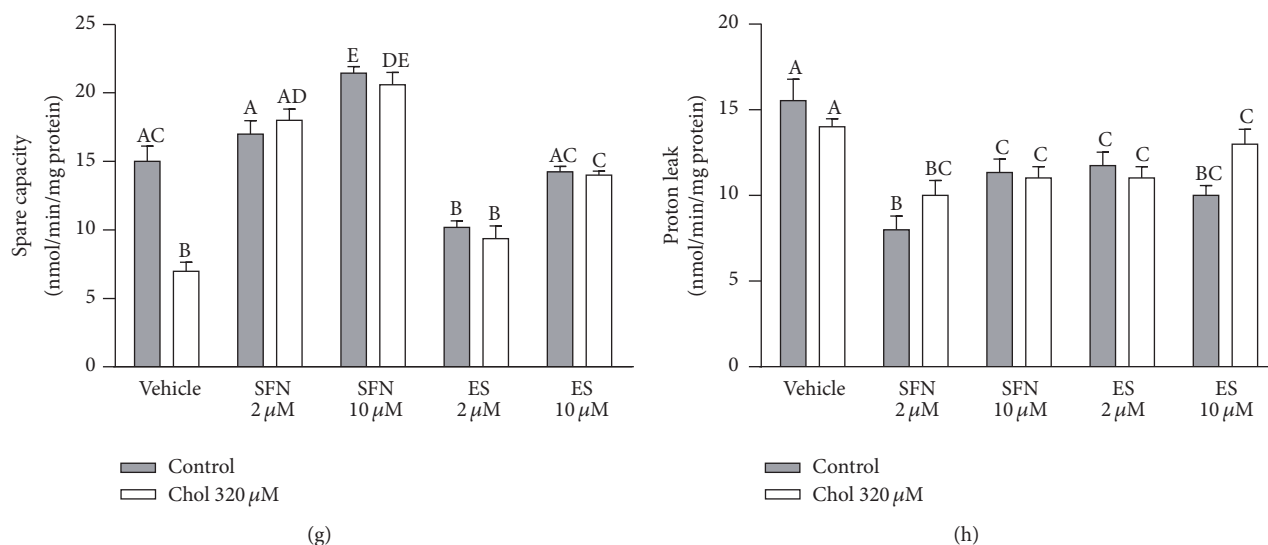 25
20
15
10
5
0
Spare capacity
(nmol/min/mg protein)
AC
B
A
AD
E
DE
B
B
AC
C
Vehicle
SFN
2 μM
SFN
10 μM
ES
2 μM
ES
10 μM
Control
Chol 320 μM
(g)
20
15
10
5
0
Proton leak
(nmol/min/mg protein)
A
A
B
BC
C
C
C
C
BC
C
Vehicle
SFN
2 μM
SFN
10 μM
ES
2 μM
ES
10 μM
Control
Chol 320 μM
(h)